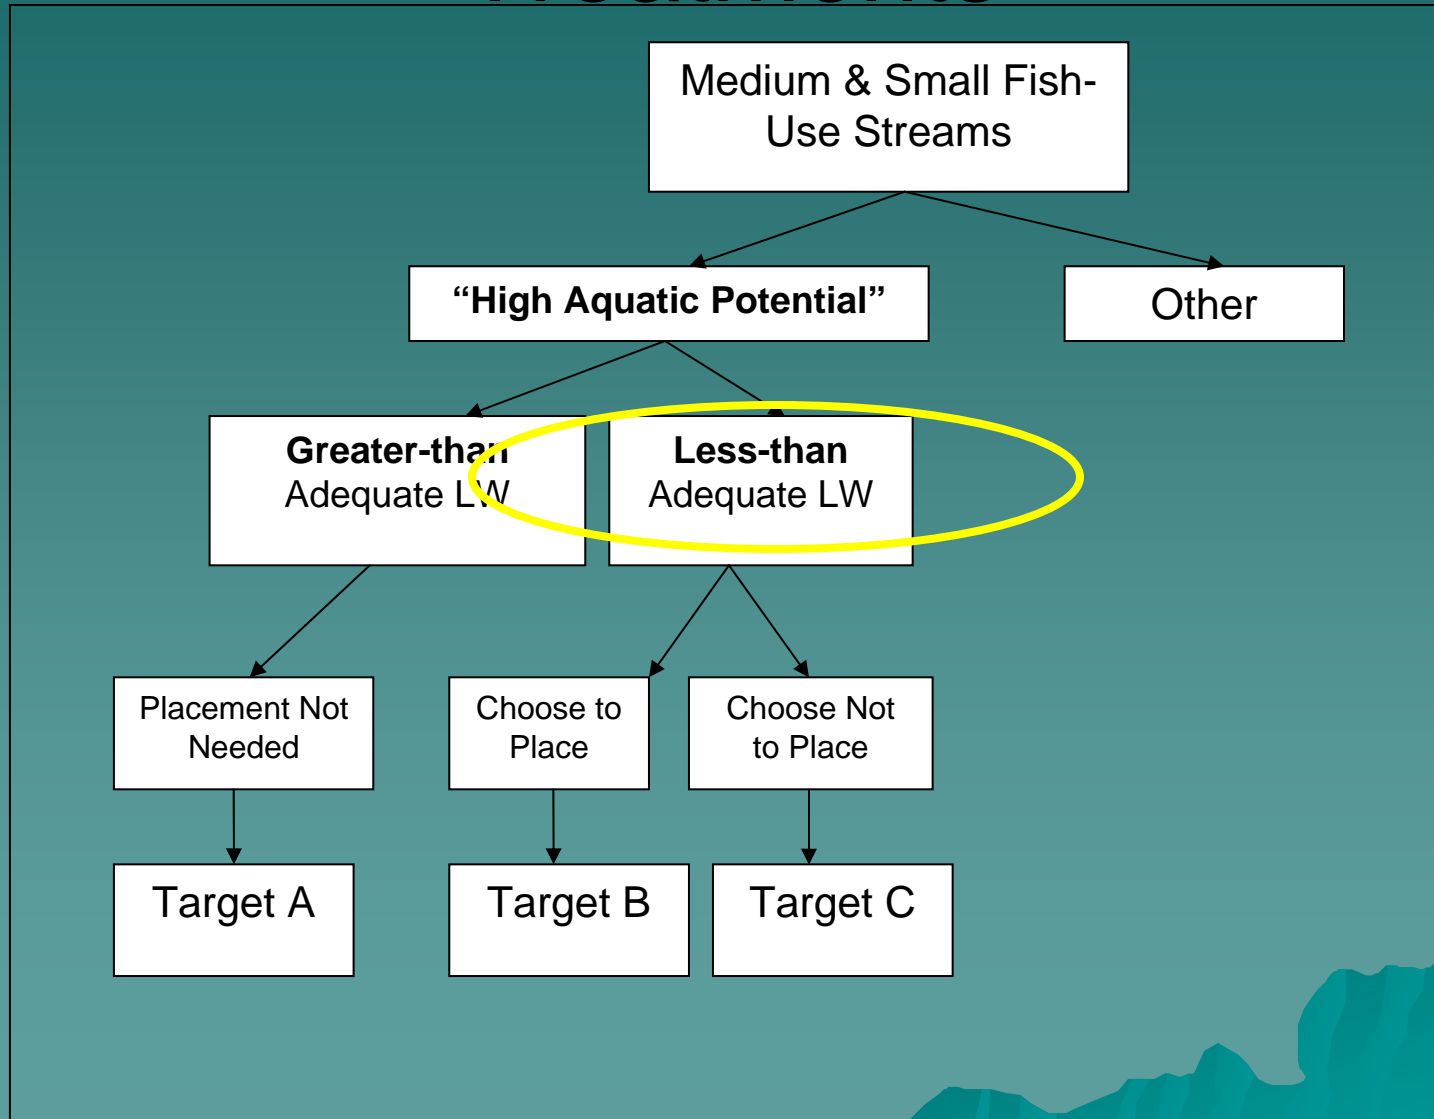 Medium & Small Fish-
Use Streams
“High Aquatic Potential”
Other
Greater-than
Adequate LW
Less-than
Adequate LW
Placement Not
Needed
Choose to
Place
Choose Not
to Place
Target A
Target B
Target C